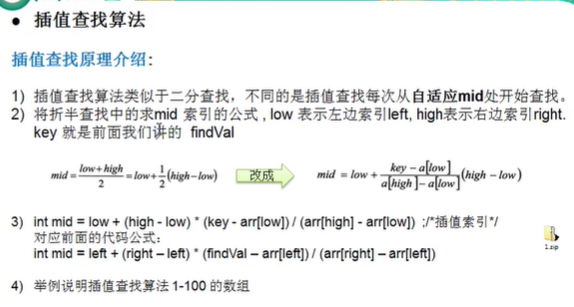 • 插值查找算法
插值查找原理介绍:
1) 插值查找算法类似于二分查找，不同的是插值查找每次从自适应mid处开始查找。
2) 将折半查找中的求mid 索引的公式 , low 表示左边索引left, high表示右边索引right.
key 就是前面我们讲的 findVal
mid = \frac{low + high}{2} = low + \frac{1}{2}(high - low) 改成 mid = low + \frac{key - a[low]}{a[high] - a[low]}(high - low)
3) int mid = low + (high - low) * (key - arr[low]) / (arr[high] - arr[low]) ;/*插值索引*/
对应前面的代码公式：
int mid = left + (right – left) * (findVal – arr[left]) / (arr[right] – arr[left])
1.zip
4) 举例说明插值查找算法 1-100 的数组